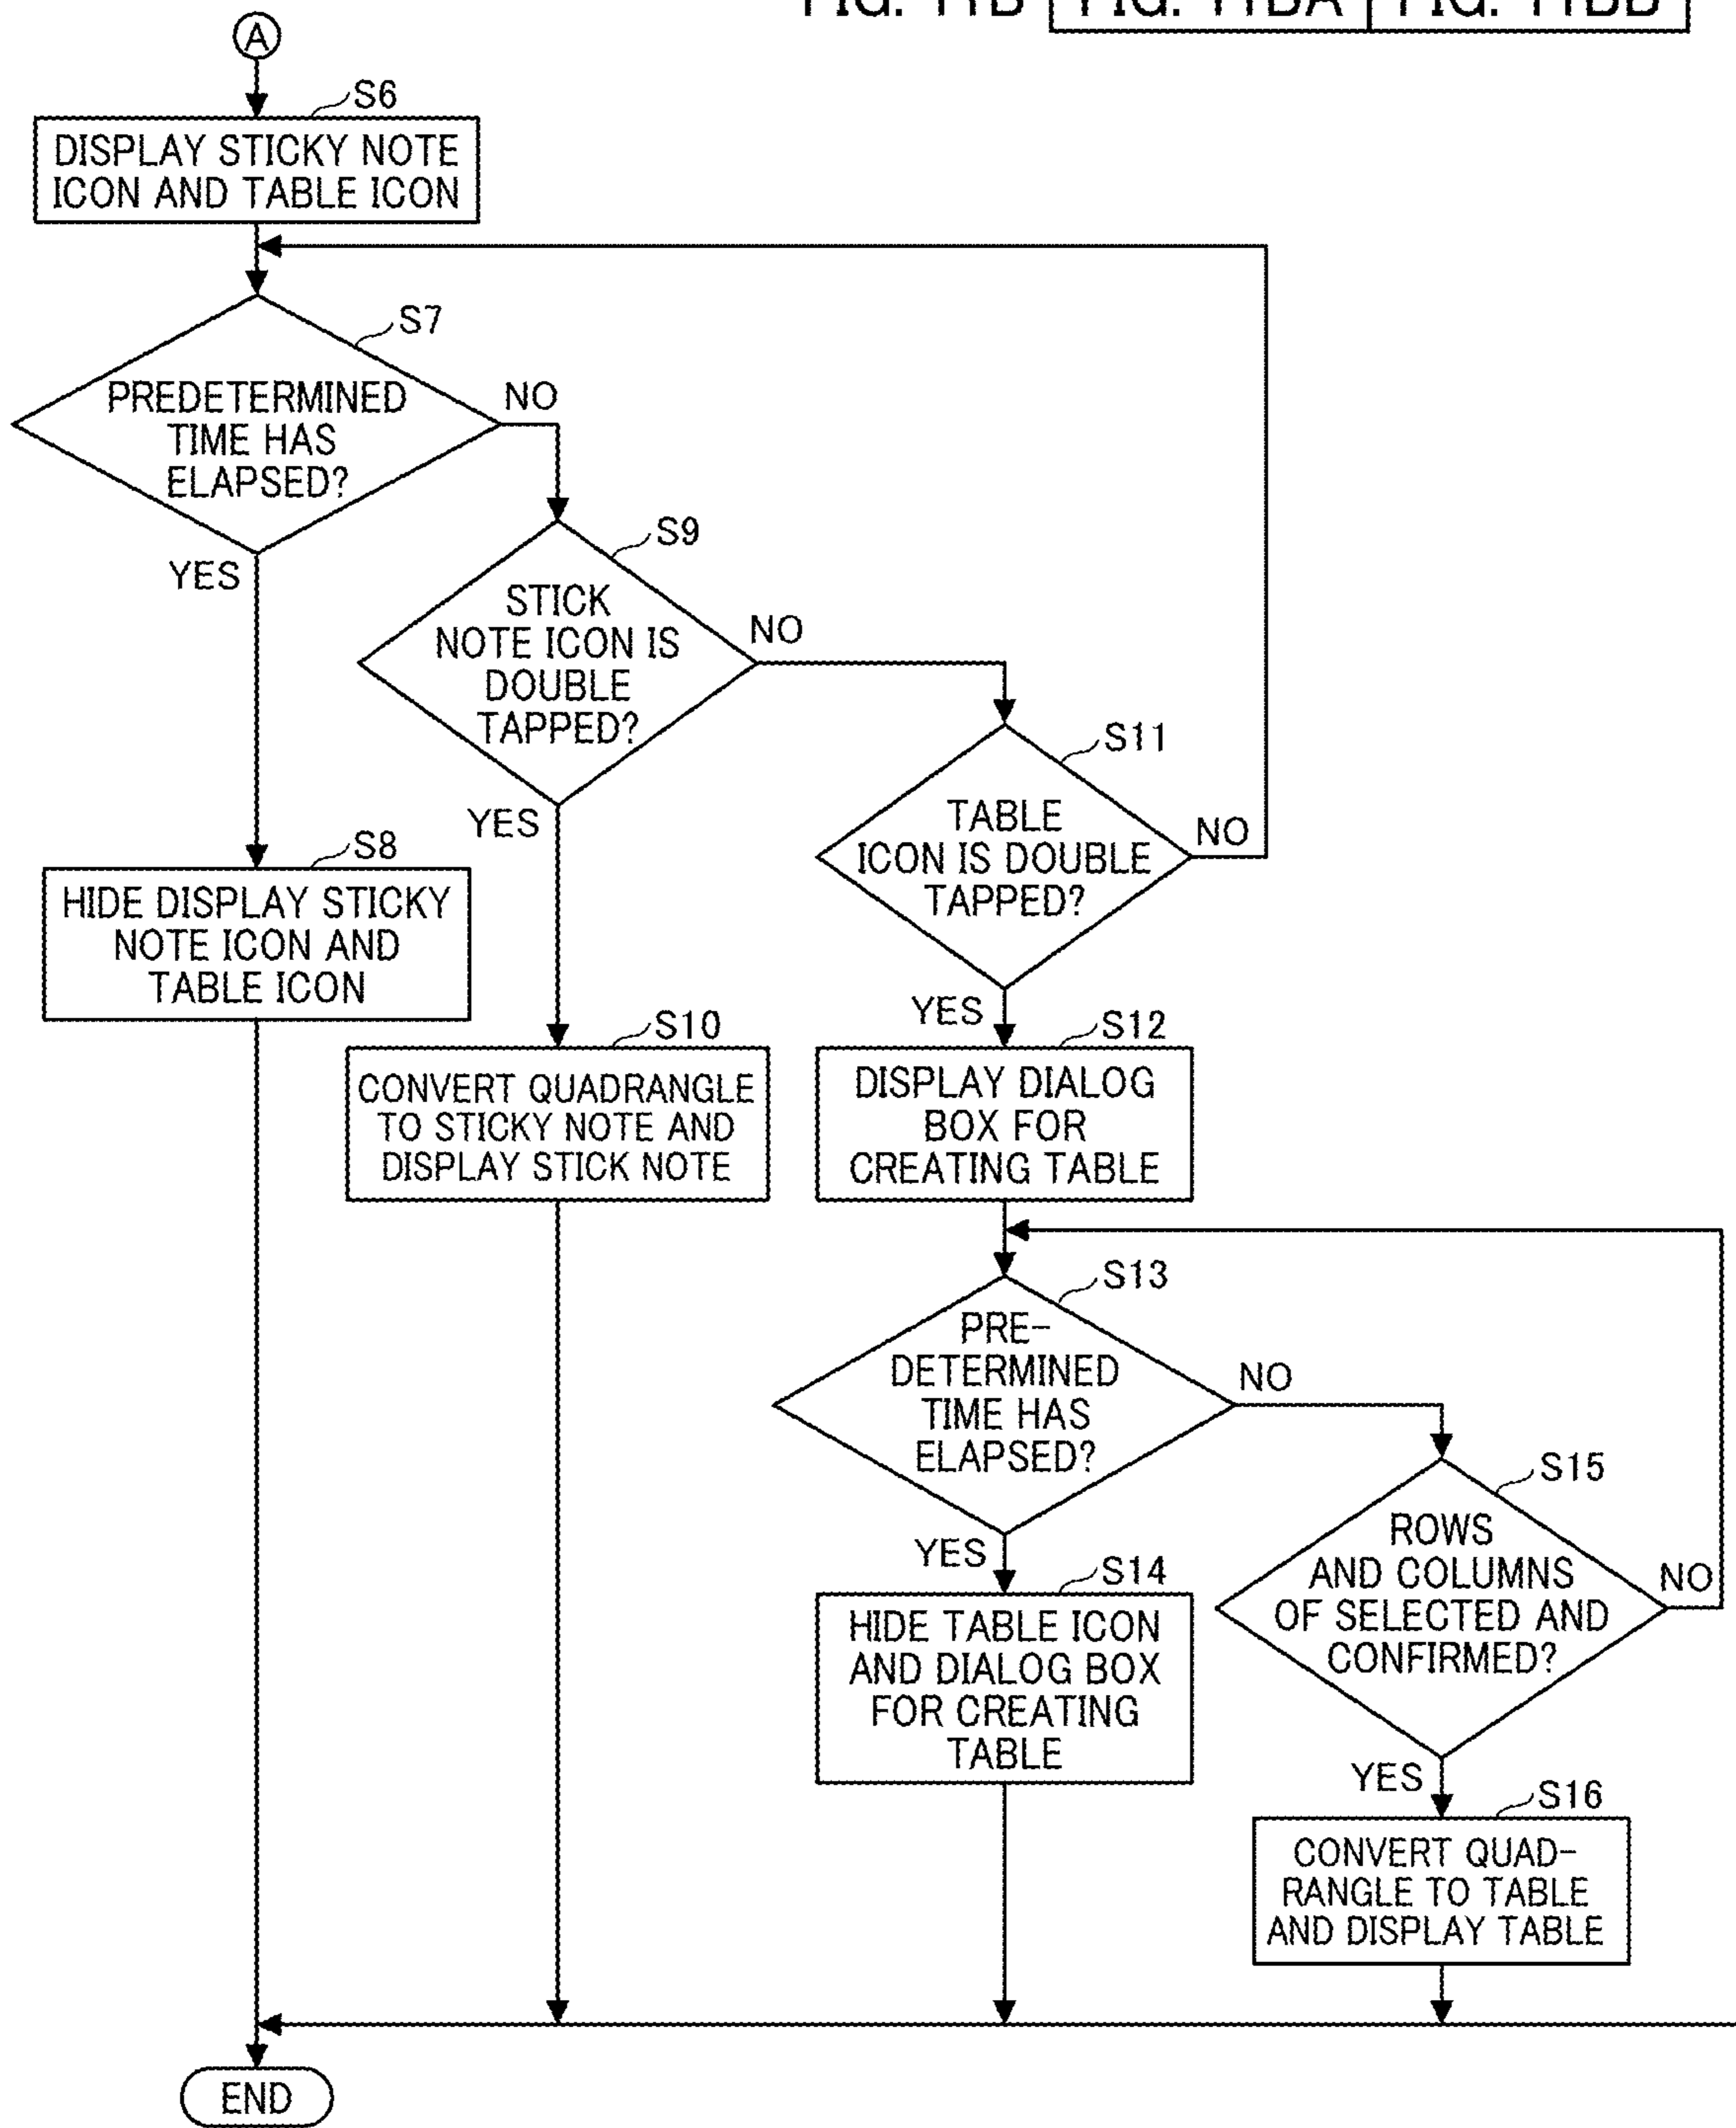 FIG. 11B FIG. 11BA FIG. 11BB
A
S6
DISPLAY STICKY NOTE
ICON AND TABLE ICON
S7
PREDETERMINED
TIME HAS
ELAPSED?
NO
YES
S9
STICK
NOTE ICON IS
DOUBLE
TAPPED?
NO
YES
S11
TABLE
ICON IS DOUBLE
TAPPED?
NO
YES
S8
HIDE DISPLAY STICKY
NOTE ICON AND
TABLE ICON
S10
CONVERT QUADRANGLE
TO STICKY NOTE AND
DISPLAY STICK NOTE
S12
DISPLAY DIALOG
BOX FOR
CREATING TABLE
S13
PRE-
DETERMINED
TIME HAS
ELAPSED?
NO
YES
S15
ROWS
AND COLUMNS
OF SELECTED AND
CONFIRMED?
NO
YES
S14
HIDE TABLE ICON
AND DIALOG BOX
FOR CREATING
TABLE
S16
CONVERT QUAD-
RANGLE TO TABLE
AND DISPLAY TABLE
END